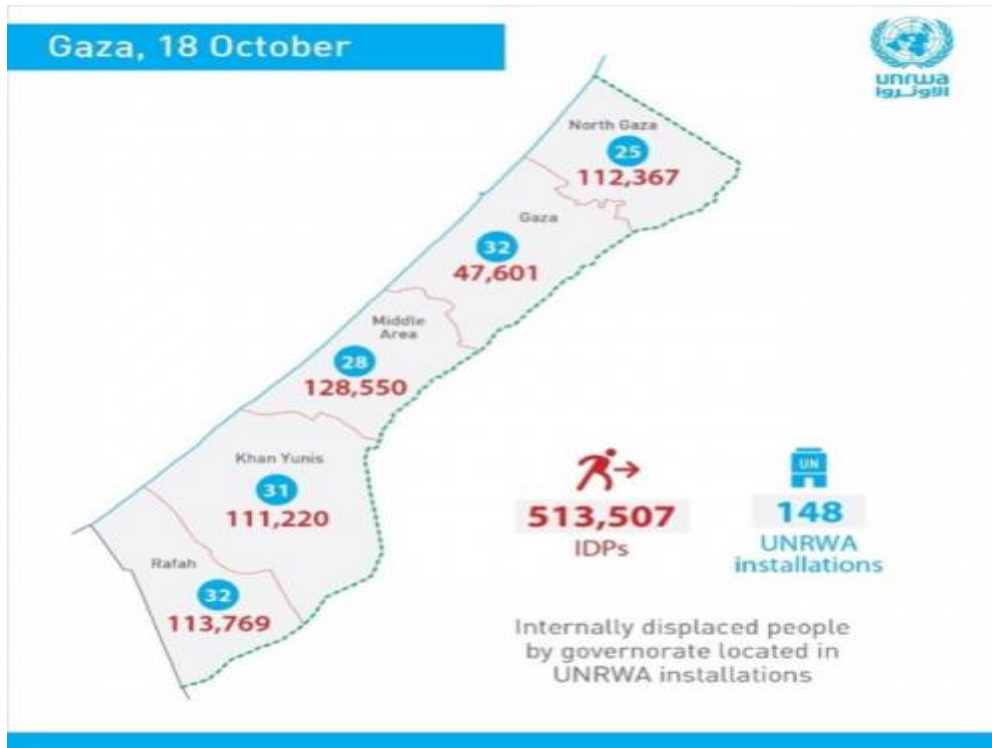 Gaza, 18 October
unrwa
الاونروا
North Gaza
25
112,367
Gaza
32
47,601
Middle
Area
28
128,550
Khan Yunis
31
111,220
Rafah
32
113,769
513,507
IDPs
UN
148
UNRWA
installations
Internally displaced people
by governorate located in
UNRWA installations